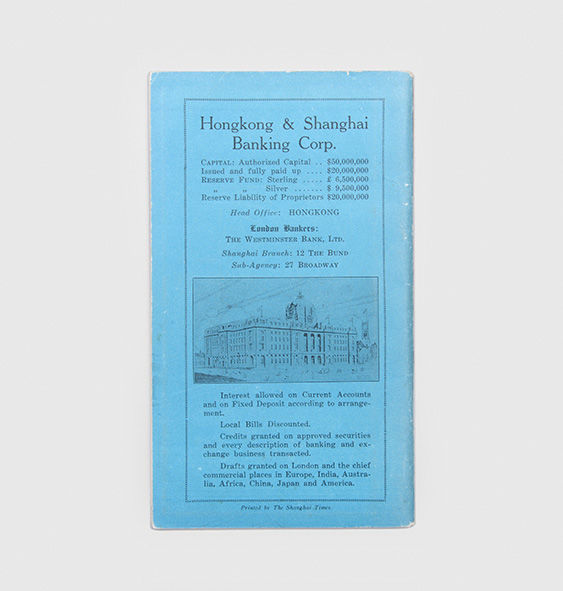 Hongkong & Shanghai
Banking Corp.
CAPITAL: Authorized Capital .. $50,000,000
Issued and fully paid up .... $20,000,000
RESERVE FUND: Sterling ..... £ 6,500,000
„ „ Silver ....... $ 9,500,000
Reserve Liability of Proprietors $20,000,000
Head Office: HONGKONG
London Bankers:
THE WESTMINSTER BANK, LTD.
Shanghai Branch: 12 THE BUND
Sub-Agency: 27 BROADWAY
Interest allowed on Current Accounts
and on Fixed Deposit according to arrange-
ment.
Local Bills Discounted.
Credits granted on approved securities
and every description of banking and ex-
change business transacted.
Drafts granted on London and the chief
commercial places in Europe, India, Austra-
lia, Africa, China, Japan and America.
Printed by The Shanghai Times.